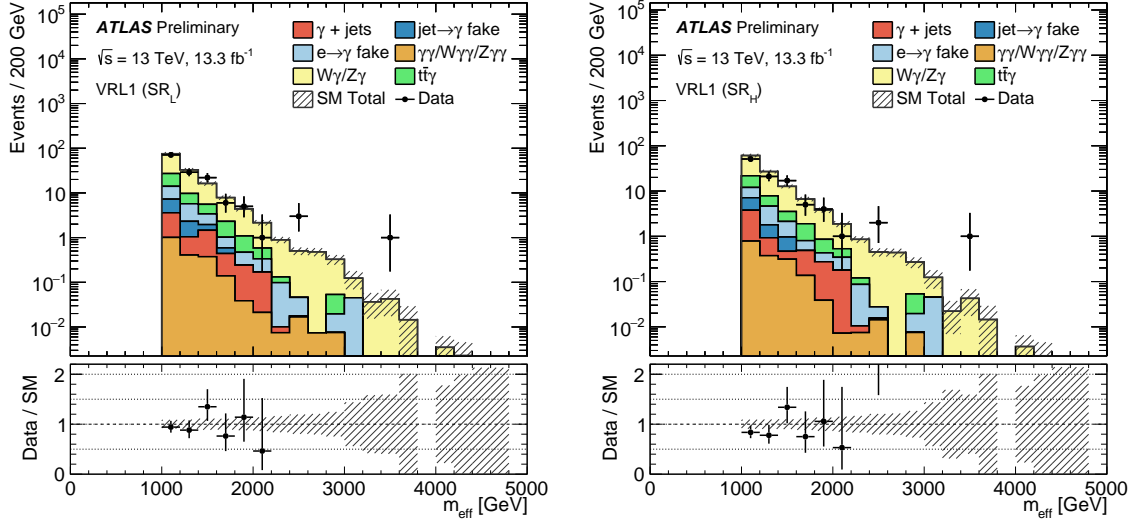 ATLAS Preliminary
√s = 13 TeV, 13.3 fb⁻¹
VRL1 (SR_L)
γ + jets
jet→γ fake
e→γ fake
γγ/Wγγ/Zγγ
Wγ/Zγ
tt̄γ
SM Total
Data
Events / 200 GeV
10⁵
10⁴
10³
10²
10
1
10⁻¹
10⁻²
Data / SM
2
1
0
0 1000 2000 3000 4000 5000
m_eff [GeV]
ATLAS Preliminary
√s = 13 TeV, 13.3 fb⁻¹
VRL1 (SR_H)
γ + jets
jet→γ fake
e→γ fake
γγ/Wγγ/Zγγ
Wγ/Zγ
tt̄γ
SM Total
Data
Events / 200 GeV
10⁵
10⁴
10³
10²
10
1
10⁻¹
10⁻²
Data / SM
2
1
0
0 1000 2000 3000 4000 5000
m_eff [GeV]